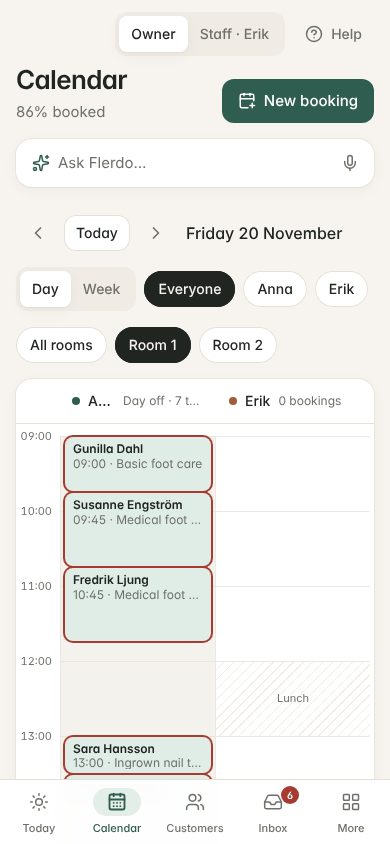 Owner
Staff · Erik
Help
Calendar
86% booked
New booking
Ask Flerdo...
Today
Friday 20 November
Day
Week
Everyone
Anna
Erik
All rooms
Room 1
Room 2
A... Day off · 7 t...
Erik 0 bookings
09:00
Gunilla Dahl
09:00 · Basic foot care
Susanne Engström
09:45 · Medical foot ...
10:00
Fredrik Ljung
10:45 · Medical foot ...
11:00
12:00
Lunch
13:00
Sara Hansson
13:00 · Ingrown nail t...
Today
Calendar
Customers
6
Inbox
More